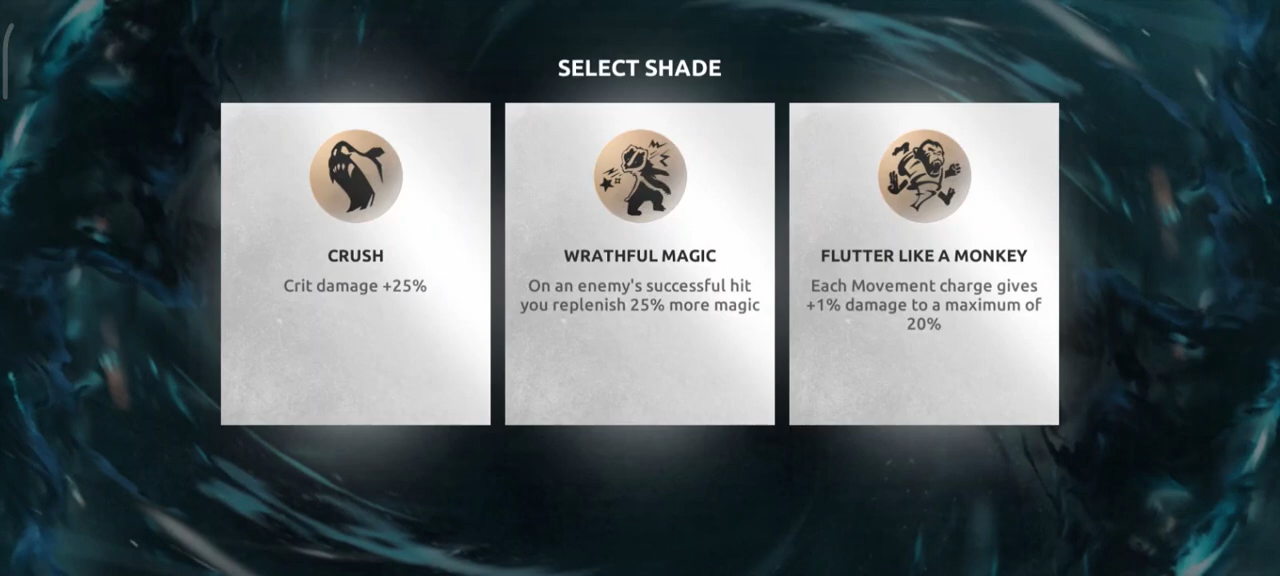 SELECT SHADE
CRUSH
Crit damage +25%
WRATHFUL MAGIC
On an enemy's successful hit
you replenish 25% more magic
FLUTTER LIKE A MONKEY
Each Movement charge gives
+1% damage to a maximum of
20%